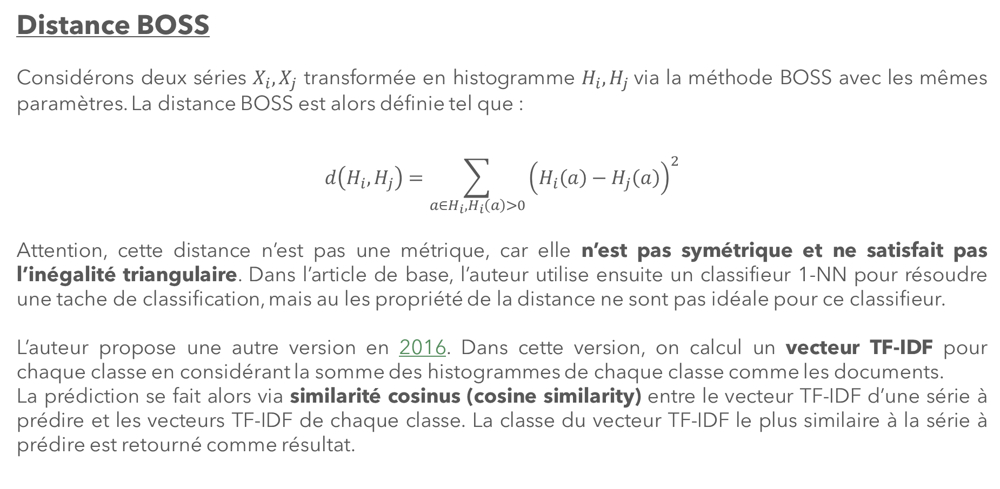 Distance BOSS
Considérons deux séries X_i, X_j transformée en histogramme H_i, H_j via la méthode BOSS avec les mêmes
paramètres. La distance BOSS est alors définie tel que :
d(H_i, H_j) = ∑_{a∈H_i, H_i(a)>0} (H_i(a) − H_j(a))^2
Attention, cette distance n’est pas une métrique, car elle n’est pas symétrique et ne satisfait pas
l’inégalité triangulaire. Dans l’article de base, l’auteur utilise ensuite un classifieur 1-NN pour résoudre
une tache de classification, mais au les propriété de la distance ne sont pas idéale pour ce classifieur.
L’auteur propose une autre version en 2016. Dans cette version, on calcul un vecteur TF-IDF pour
chaque classe en considérant la somme des histogrammes de chaque classe comme les documents.
La prédiction se fait alors via similarité cosinus (cosine similarity) entre le vecteur TF-IDF d’une série à
prédire et les vecteurs TF-IDF de chaque classe. La classe du vecteur TF-IDF le plus similaire à la série à
prédire est retourné comme résultat.